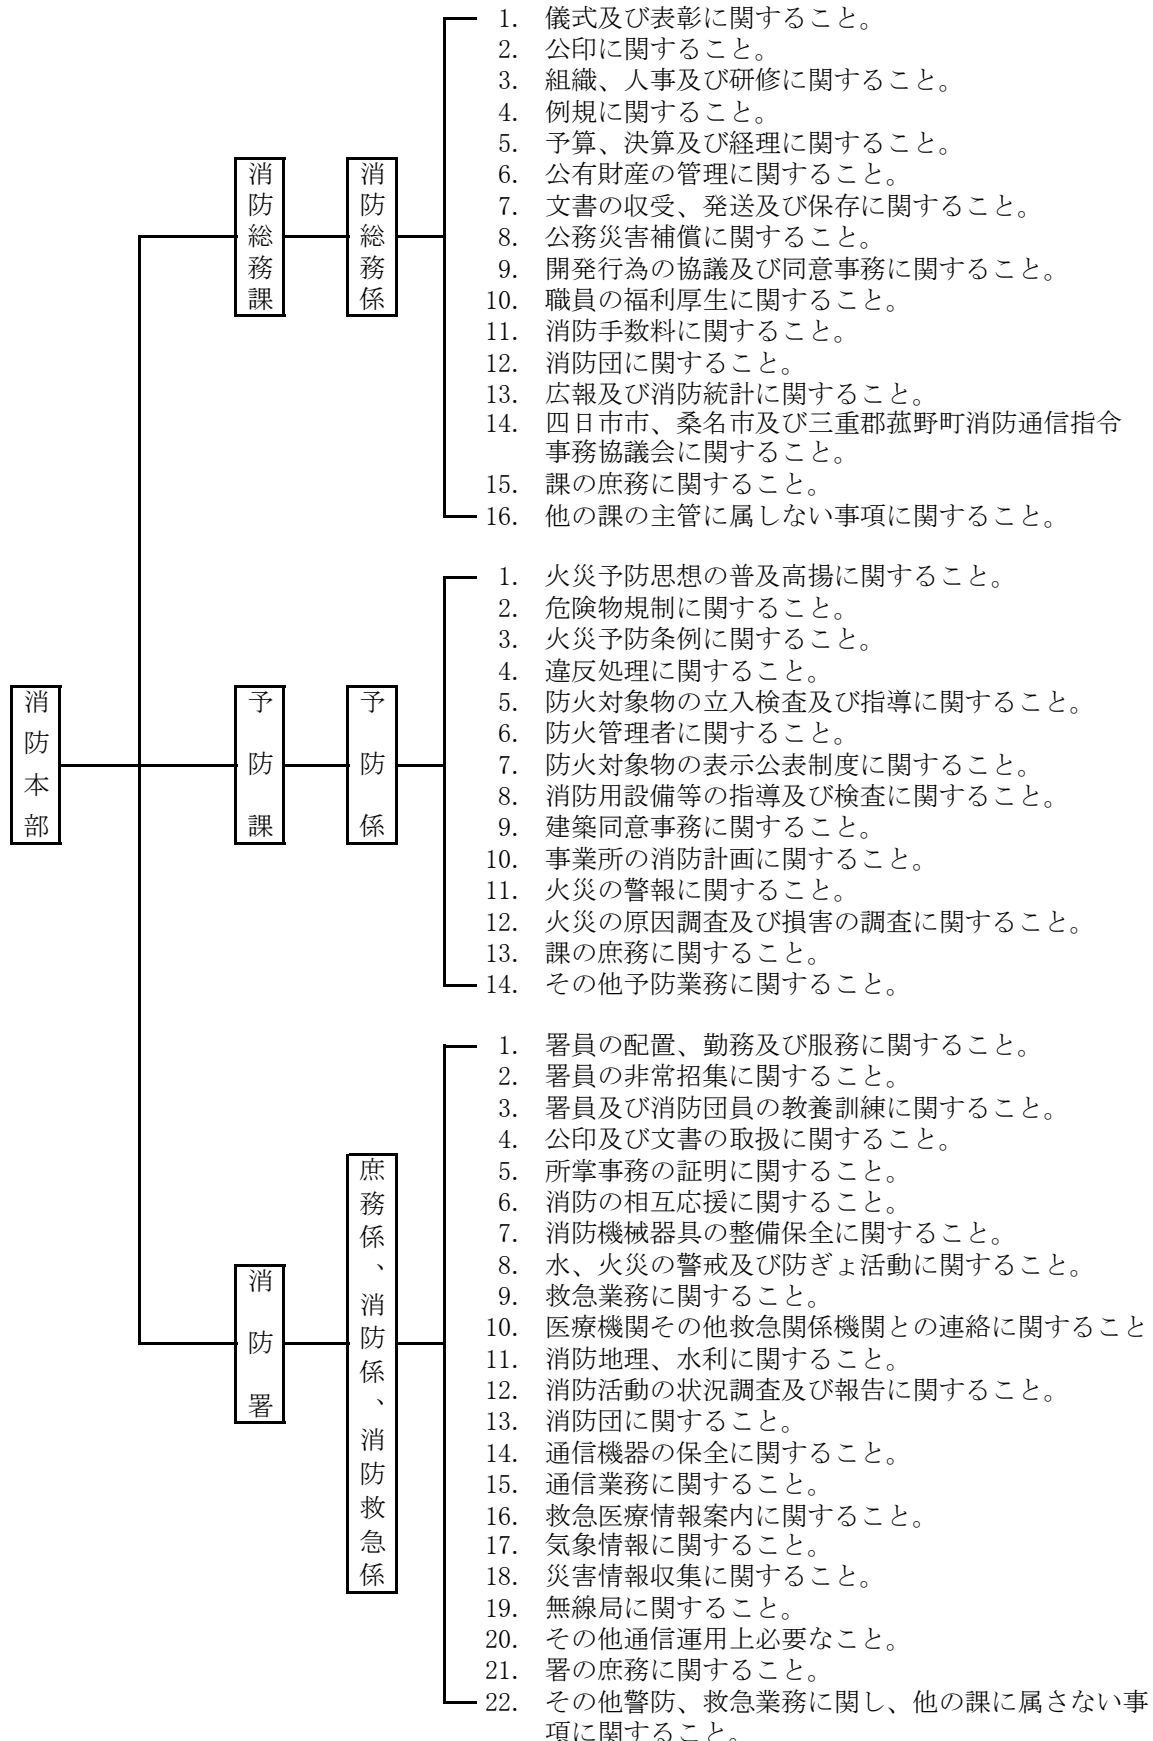 消防本部
消防総務課
消防総務係
1. 儀式及び表彰に関すること。
2. 公印に関すること。
3. 組織、人事及び研修に関すること。
4. 例規に関すること。
5. 予算、決算及び経理に関すること。
6. 公有財産の管理に関すること。
7. 文書の収受、発送及び保存に関すること。
8. 公務災害補償に関すること。
9. 開発行為の協議及び同意事務に関すること。
10. 職員の福利厚生に関すること。
11. 消防手数料に関すること。
12. 消防団に関すること。
13. 広報及び消防統計に関すること。
14. 四日市市、桑名市及び三重郡菰野町消防通信指令
事務協議会に関すること。
15. 課の庶務に関すること。
16. 他の課の主管に属しない事項に関すること。
予防課
予防係
1. 火災予防思想の普及高揚に関すること。
2. 危険物規制に関すること。
3. 火災予防条例に関すること。
4. 違反処理に関すること。
5. 防火対象物の立入検査及び指導に関すること。
6. 防火管理者に関すること。
7. 防火対象物の表示公表制度に関すること。
8. 消防用設備等の指導及び検査に関すること。
9. 建築同意事務に関すること。
10. 事業所の消防計画に関すること。
11. 火災の警報に関すること。
12. 火災の原因調査及び損害の調査に関すること。
13. 課の庶務に関すること。
14. その他予防業務に関すること。
消防署
庶務係、消防係、消防救急係
1. 署員の配置、勤務及び服務に関すること。
2. 署員の非常招集に関すること。
3. 署員及び消防団員の教養訓練に関すること。
4. 公印及び文書の取扱に関すること。
5. 所掌事務の証明に関すること。
6. 消防の相互応援に関すること。
7. 消防機械器具の整備保全に関すること。
8. 水、火災の警戒及び防ぎょ活動に関すること。
9. 救急業務に関すること。
10. 医療機関その他救急関係機関との連絡に関すること
11. 消防地理、水利に関すること。
12. 消防活動の状況調査及び報告に関すること。
13. 消防団に関すること。
14. 通信機器の保全に関すること。
15. 通信業務に関すること。
16. 救急医療情報案内に関すること。
17. 気象情報に関すること。
18. 災害情報収集に関すること。
19. 無線局に関すること。
20. その他通信運用上必要なこと。
21. 署の庶務に関すること。
22. その他警防、救急業務に関し、他の課に属さない事
項に関すること。